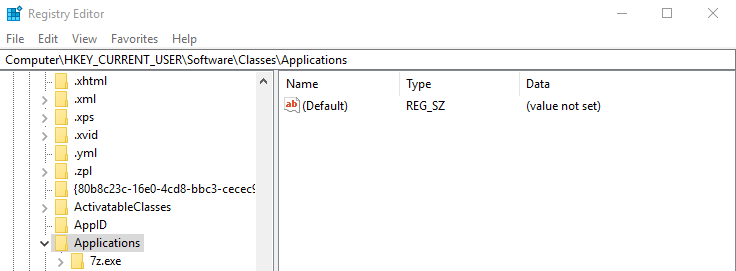 Registry Editor
File Edit View Favorites Help
Computer\HKEY_CURRENT_USER\Software\Classes\Applications
.xhtml
.xml
.xps
.xvid
.yml
.zpl
{80b8c23c-16e0-4cd8-bbc3-cecec9
ActivatableClasses
AppID
Applications
7z.exe
Name Type Data
(Default) REG_SZ (value not set)